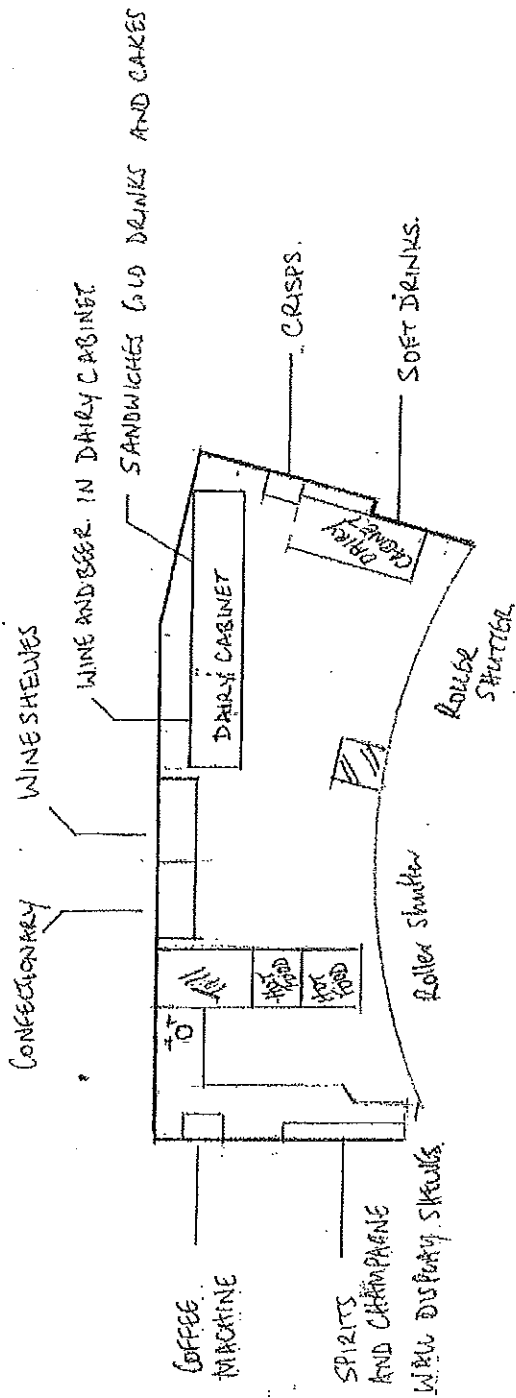 CONFECTIONARY
WINE SHELVES
WINE AND BEER IN DAIRY CABINET
SANDWICHES COLD DRINKS AND CAKES
DAIRY CABINET
CRISPS.
DAIRY
CABINET
SOFT DRINKS.
Till
HOT
FOOD
HOT
FOOD
ROLLER
SHUTTER
Roller Shutter
COFFEE
MACHINE
SPIRITS
AND CHAMPAGNE
WALL DISPLAY SHELVES.